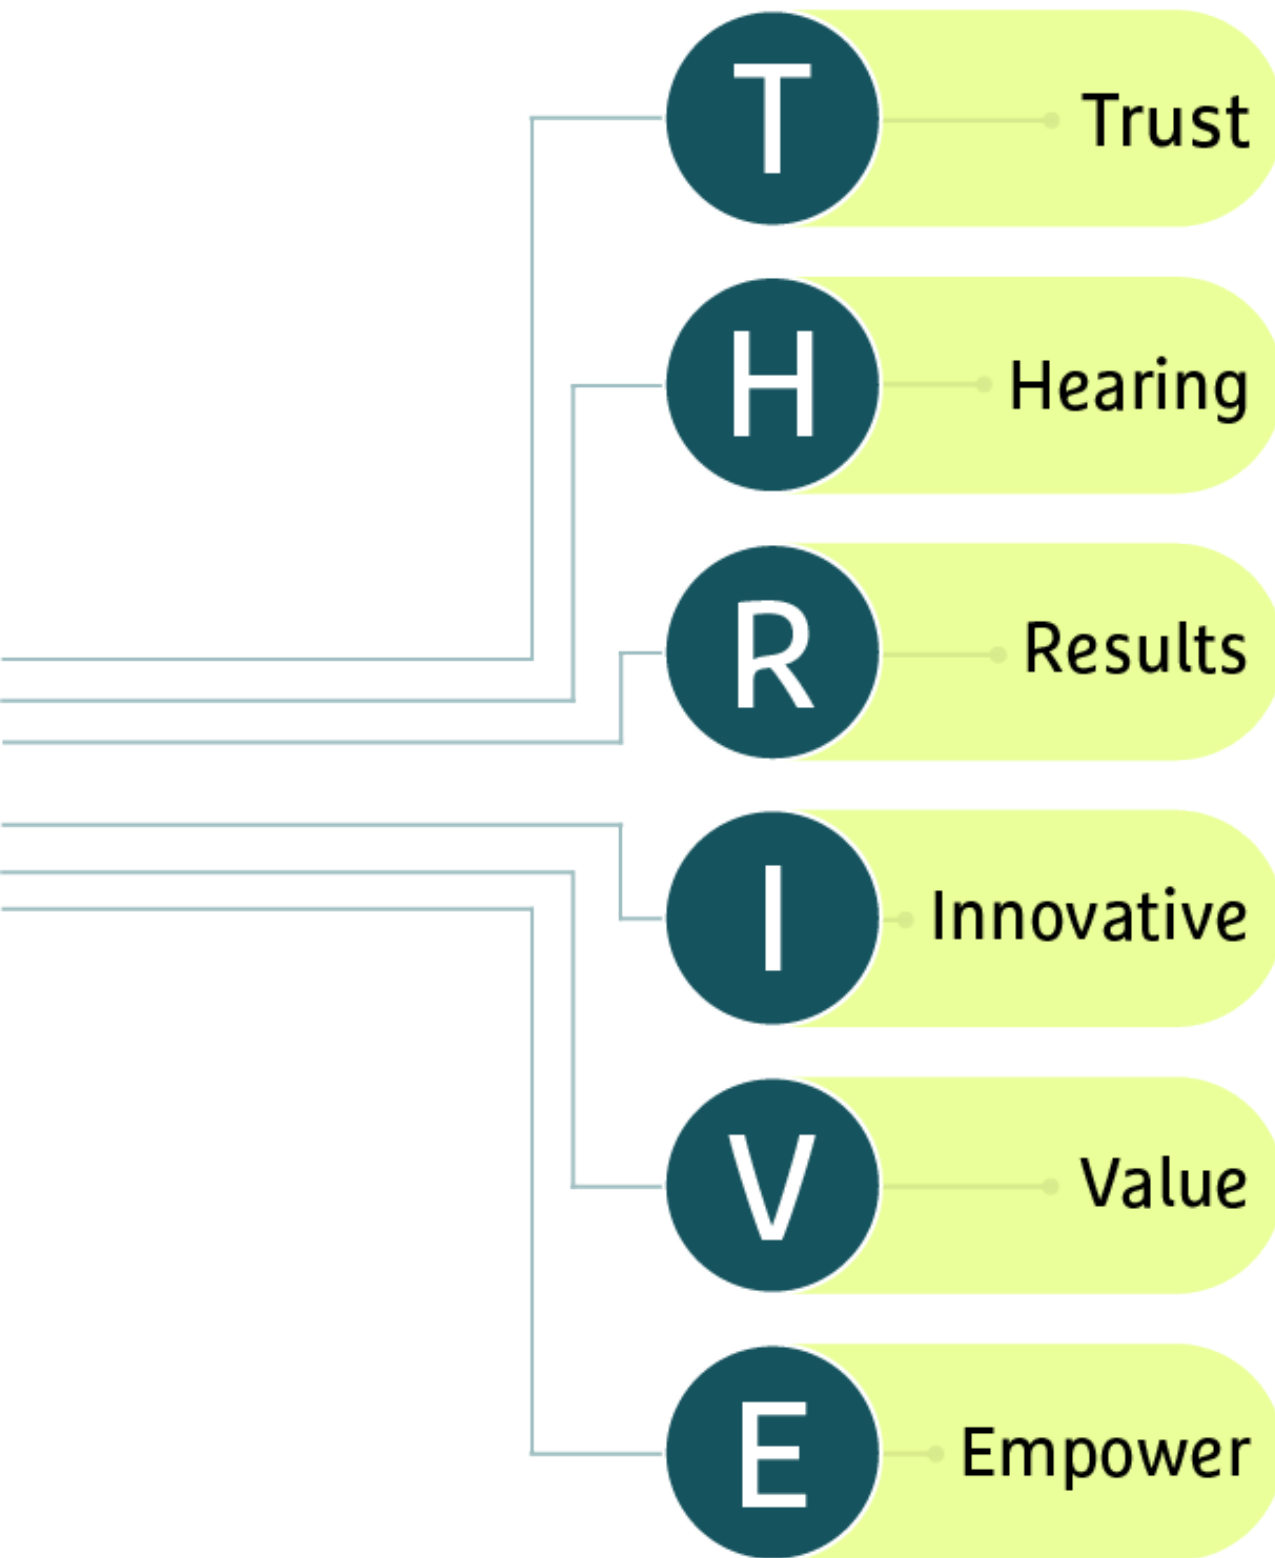 T Trust
H Hearing
R Results
I Innovative
V Value
E Empower